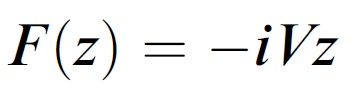 F(z) = −iVz